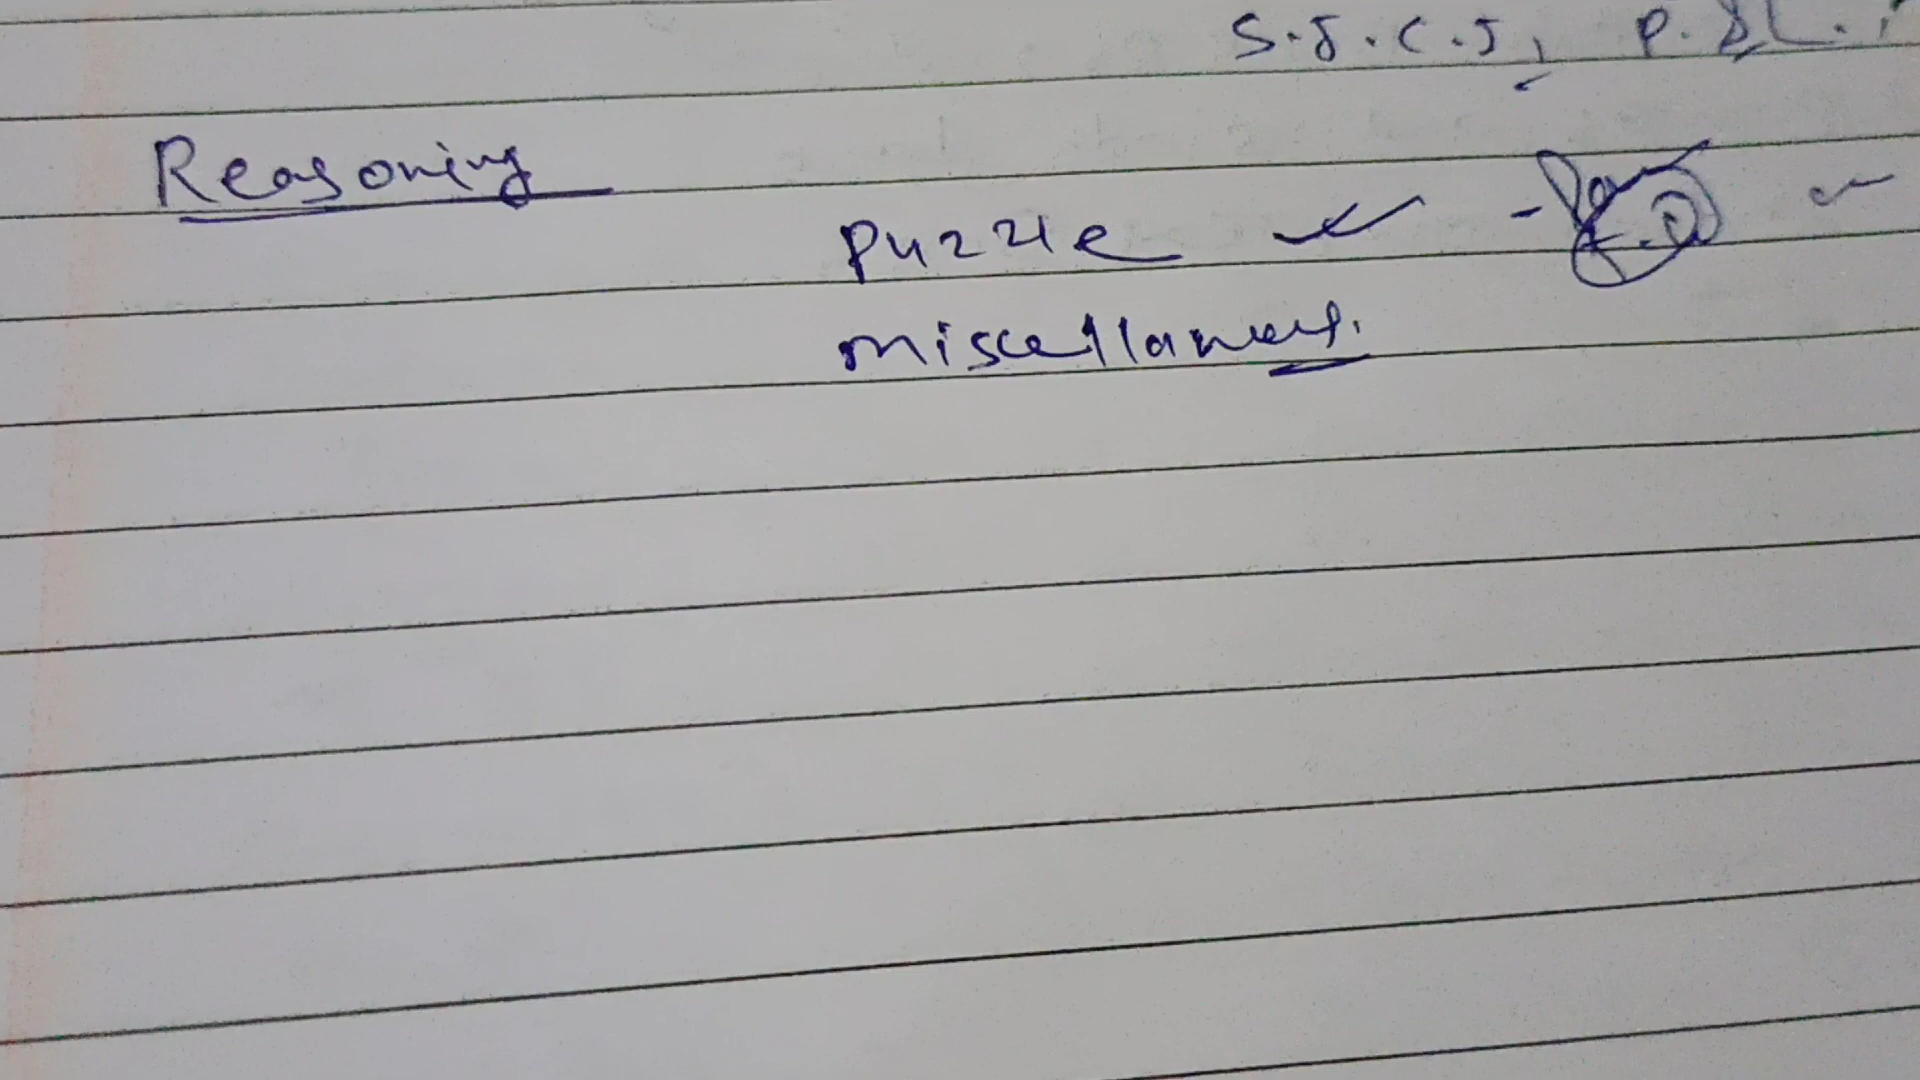 S.I.C.I, P.&L.
Reasoning
Puzzle
miscellaneous.